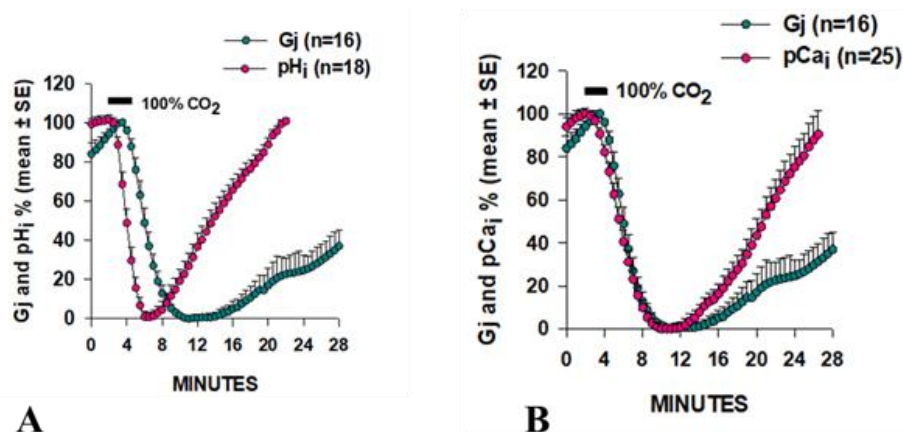 Gj (n=16)
pHi (n=18)
120
100
80
60
40
20
0
100% CO2
Gj and pHi % (mean ± SE)
0 4 8 12 16 20 24 28
MINUTES
A
Gj (n=16)
pCai (n=25)
120
100
80
60
40
20
0
100% CO2
Gj and pCai % (mean ± SE)
0 4 8 12 16 20 24 28
MINUTES
B